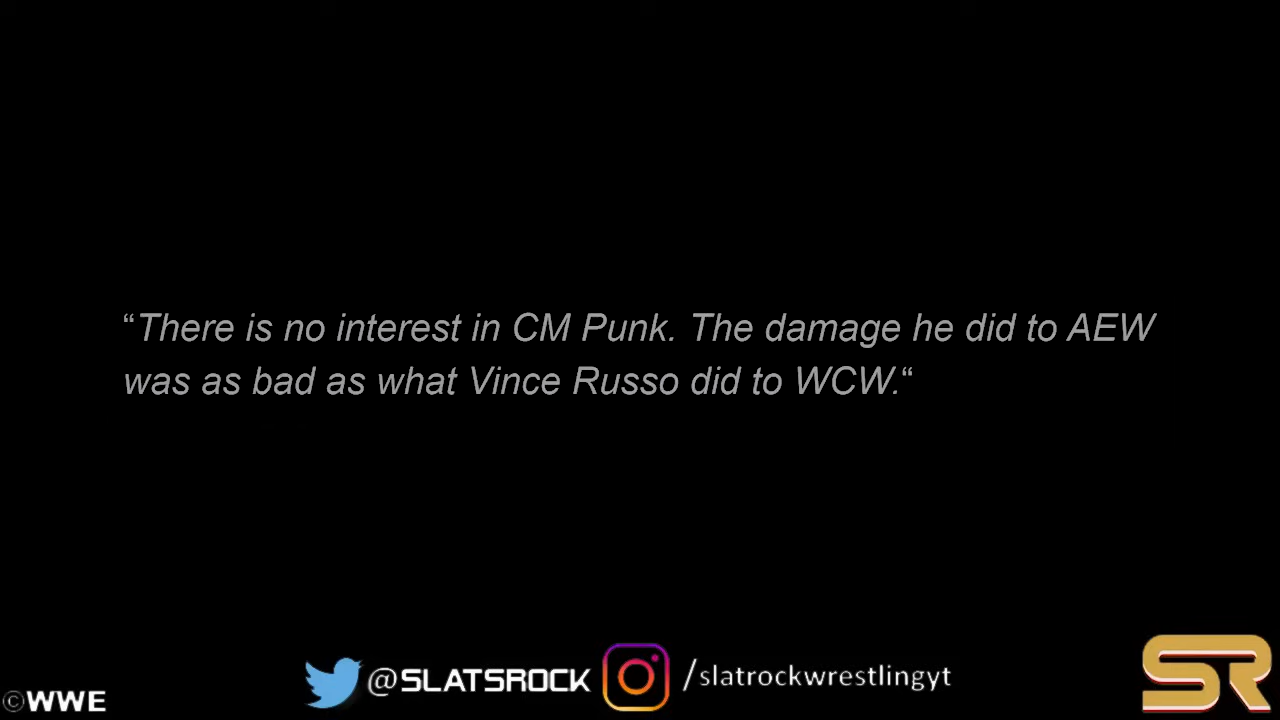 “There is no interest in CM Punk. The damage he did to AEW
was as bad as what Vince Russo did to WCW.“
©WWE
@SLATSROCK
/slatrockwrestlingyt
SR